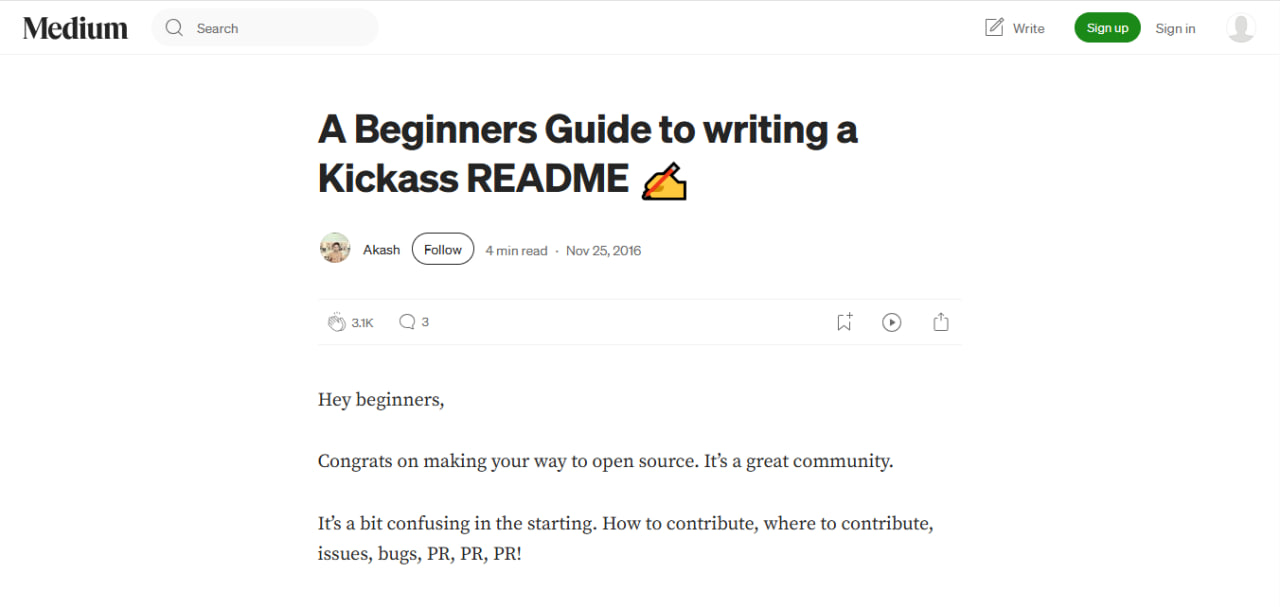 Medium
Search
Write
Sign up
Sign in
A Beginners Guide to writing a
Kickass README ✍️
Akash
Follow
4 min read · Nov 25, 2016
3.1K
3
Hey beginners,
Congrats on making your way to open source. It’s a great community.
It’s a bit confusing in the starting. How to contribute, where to contribute,
issues, bugs, PR, PR, PR!